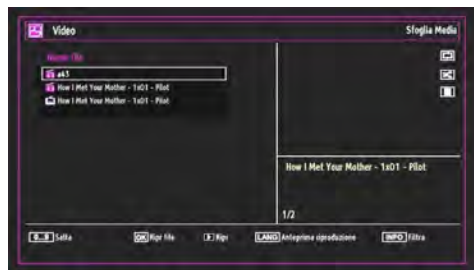 Video
Sfoglia Media
Nome file
a43
How I Met Your Mother - 1x01 - Pilot
How I Met Your Mother - 1x01 - Pilot
How I Met Your Mother - 1x01 - Pilot
1/2
0...9 Salta
OK Ripr file
Ripr
LANG Anteprima riproduzione
INFO Filtra